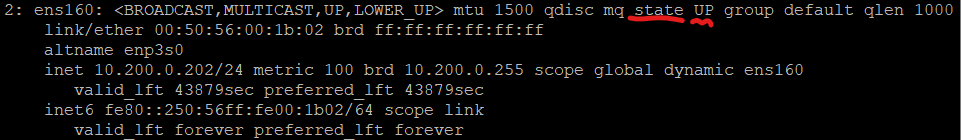 2: ens160: <BROADCAST,MULTICAST,UP,LOWER_UP> mtu 1500 qdisc mq state UP group default qlen 1000
link/ether 00:50:56:00:1b:02 brd ff:ff:ff:ff:ff:ff
altname enp3s0
inet 10.200.0.202/24 metric 100 brd 10.200.0.255 scope global dynamic ens160
valid_lft 43879sec preferred_lft 43879sec
inet6 fe80::250:56ff:fe00:1b02/64 scope link
valid_lft forever preferred_lft forever